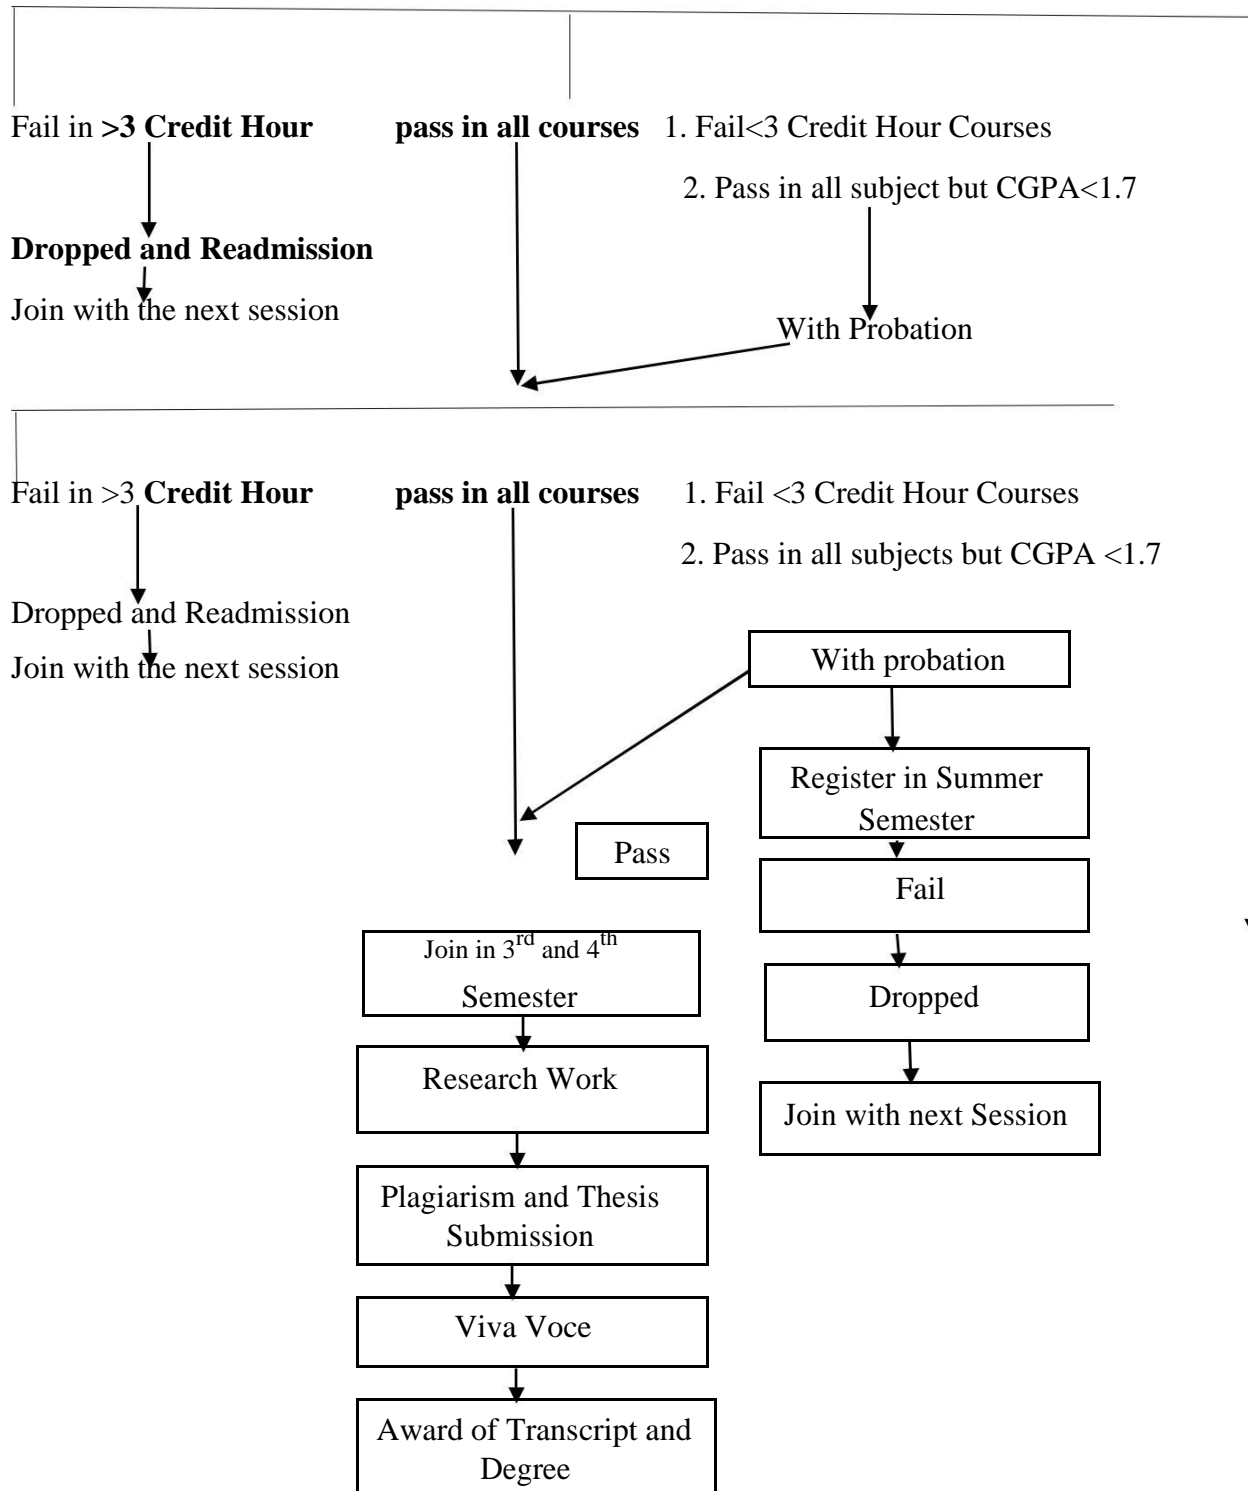 Fail in >3 Credit Hour
pass in all courses
1. Fail<3 Credit Hour Courses
2. Pass in all subject but CGPA<1.7
Dropped and Readmission
Join with the next session
With Probation
Fail in >3 Credit Hour
pass in all courses
1. Fail <3 Credit Hour Courses
2. Pass in all subjects but CGPA <1.7
Dropped and Readmission
Join with the next session
With probation
Register in Summer
Semester
Pass
Fail
Join in 3rd and 4th
Semester
Dropped
Research Work
Join with next Session
Plagiarism and Thesis
Submission
Viva Voce
Award of Transcript and
Degree